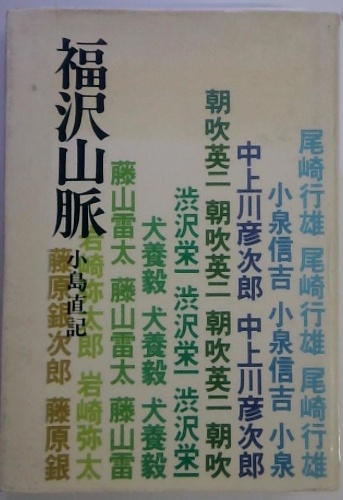 福沢山脈
小島直記
尾崎行雄 尾崎行雄 尾崎行雄
小泉信吉 小泉信吉 小泉
中上川彦次郎 中上川彦次郎
朝吹英二 朝吹英二 朝吹英二 朝吹
渋沢栄一 渋沢栄一 渋沢栄一
犬養毅 犬養毅 犬養毅
藤山雷太 藤山雷太 藤山雷
岩崎弥太郎 岩崎弥太
藤原銀次郎 藤原銀